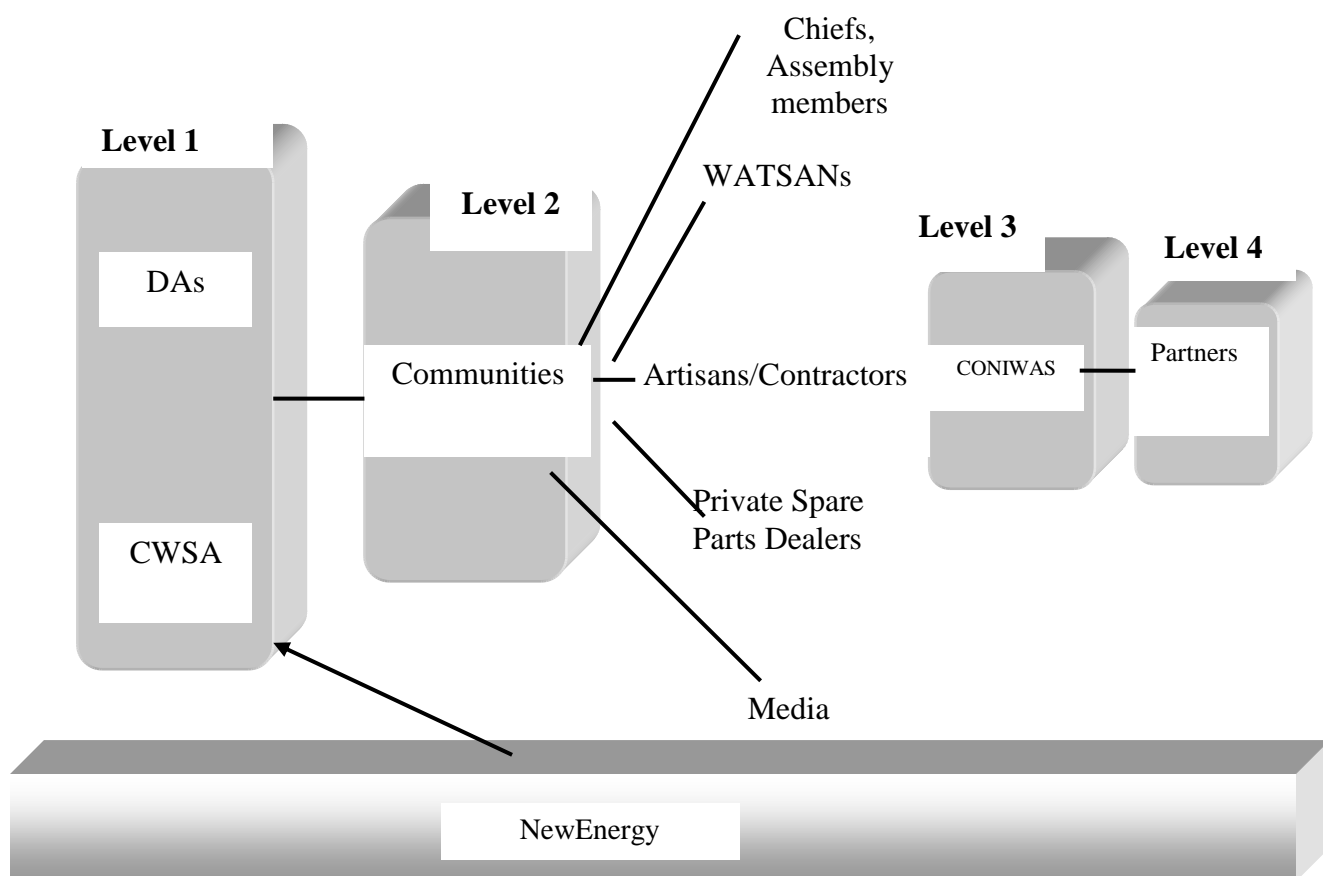 Chiefs,
Assembly
members
Level 1
WATSANs
Level 2
Level 3
Level 4
DAs
Communities
Artisans/Contractors
CONIWAS
Partners
Private Spare
Parts Dealers
CWSA
Media
NewEnergy